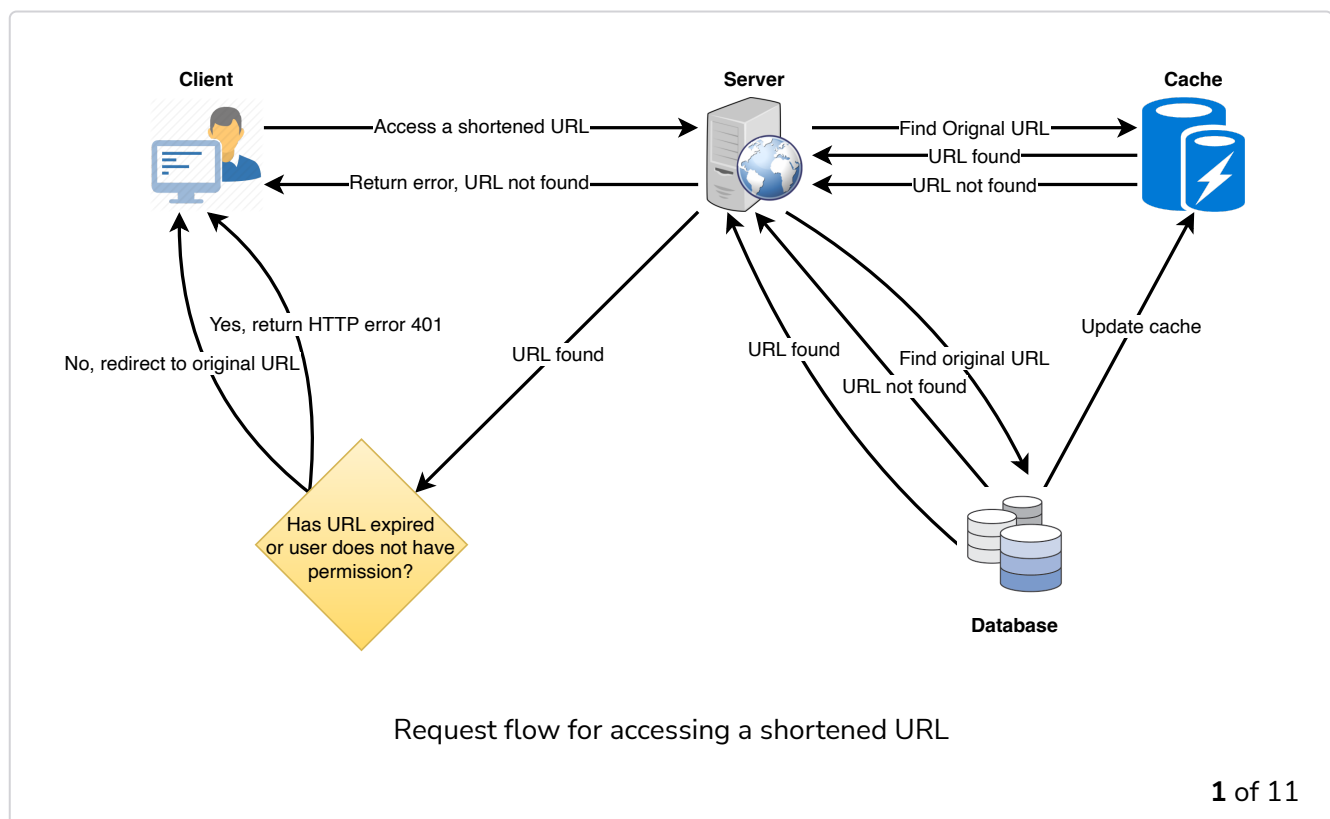 Client
Server
Cache
Access a shortened URL
Find Orignal URL
URL found
Return error, URL not found
URL not found
Yes, return HTTP error 401
No, redirect to original URL
URL found
URL found
Find original URL
URL not found
Update cache
Has URL expired
or user does not have
permission?
Database
Request flow for accessing a shortened URL
1 of 11